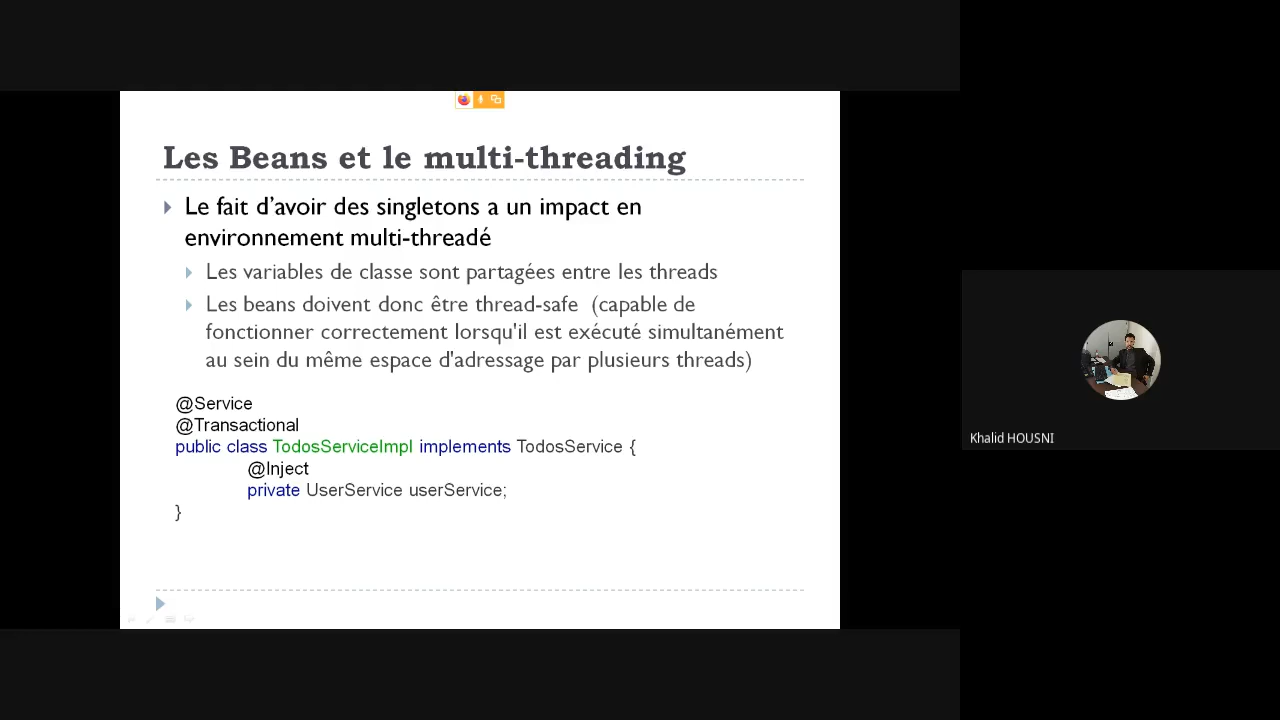 Les Beans et le multi-threading
Le fait d’avoir des singletons a un impact en
environnement multi-threadé
Les variables de classe sont partagées entre les threads
Les beans doivent donc être thread-safe (capable de
fonctionner correctement lorsqu'il est exécuté simultanément
au sein du même espace d'adressage par plusieurs threads)
@Service
@Transactional
public class TodosServiceImpl implements TodosService {
@Inject
private UserService userService;
}
Khalid HOUSNI